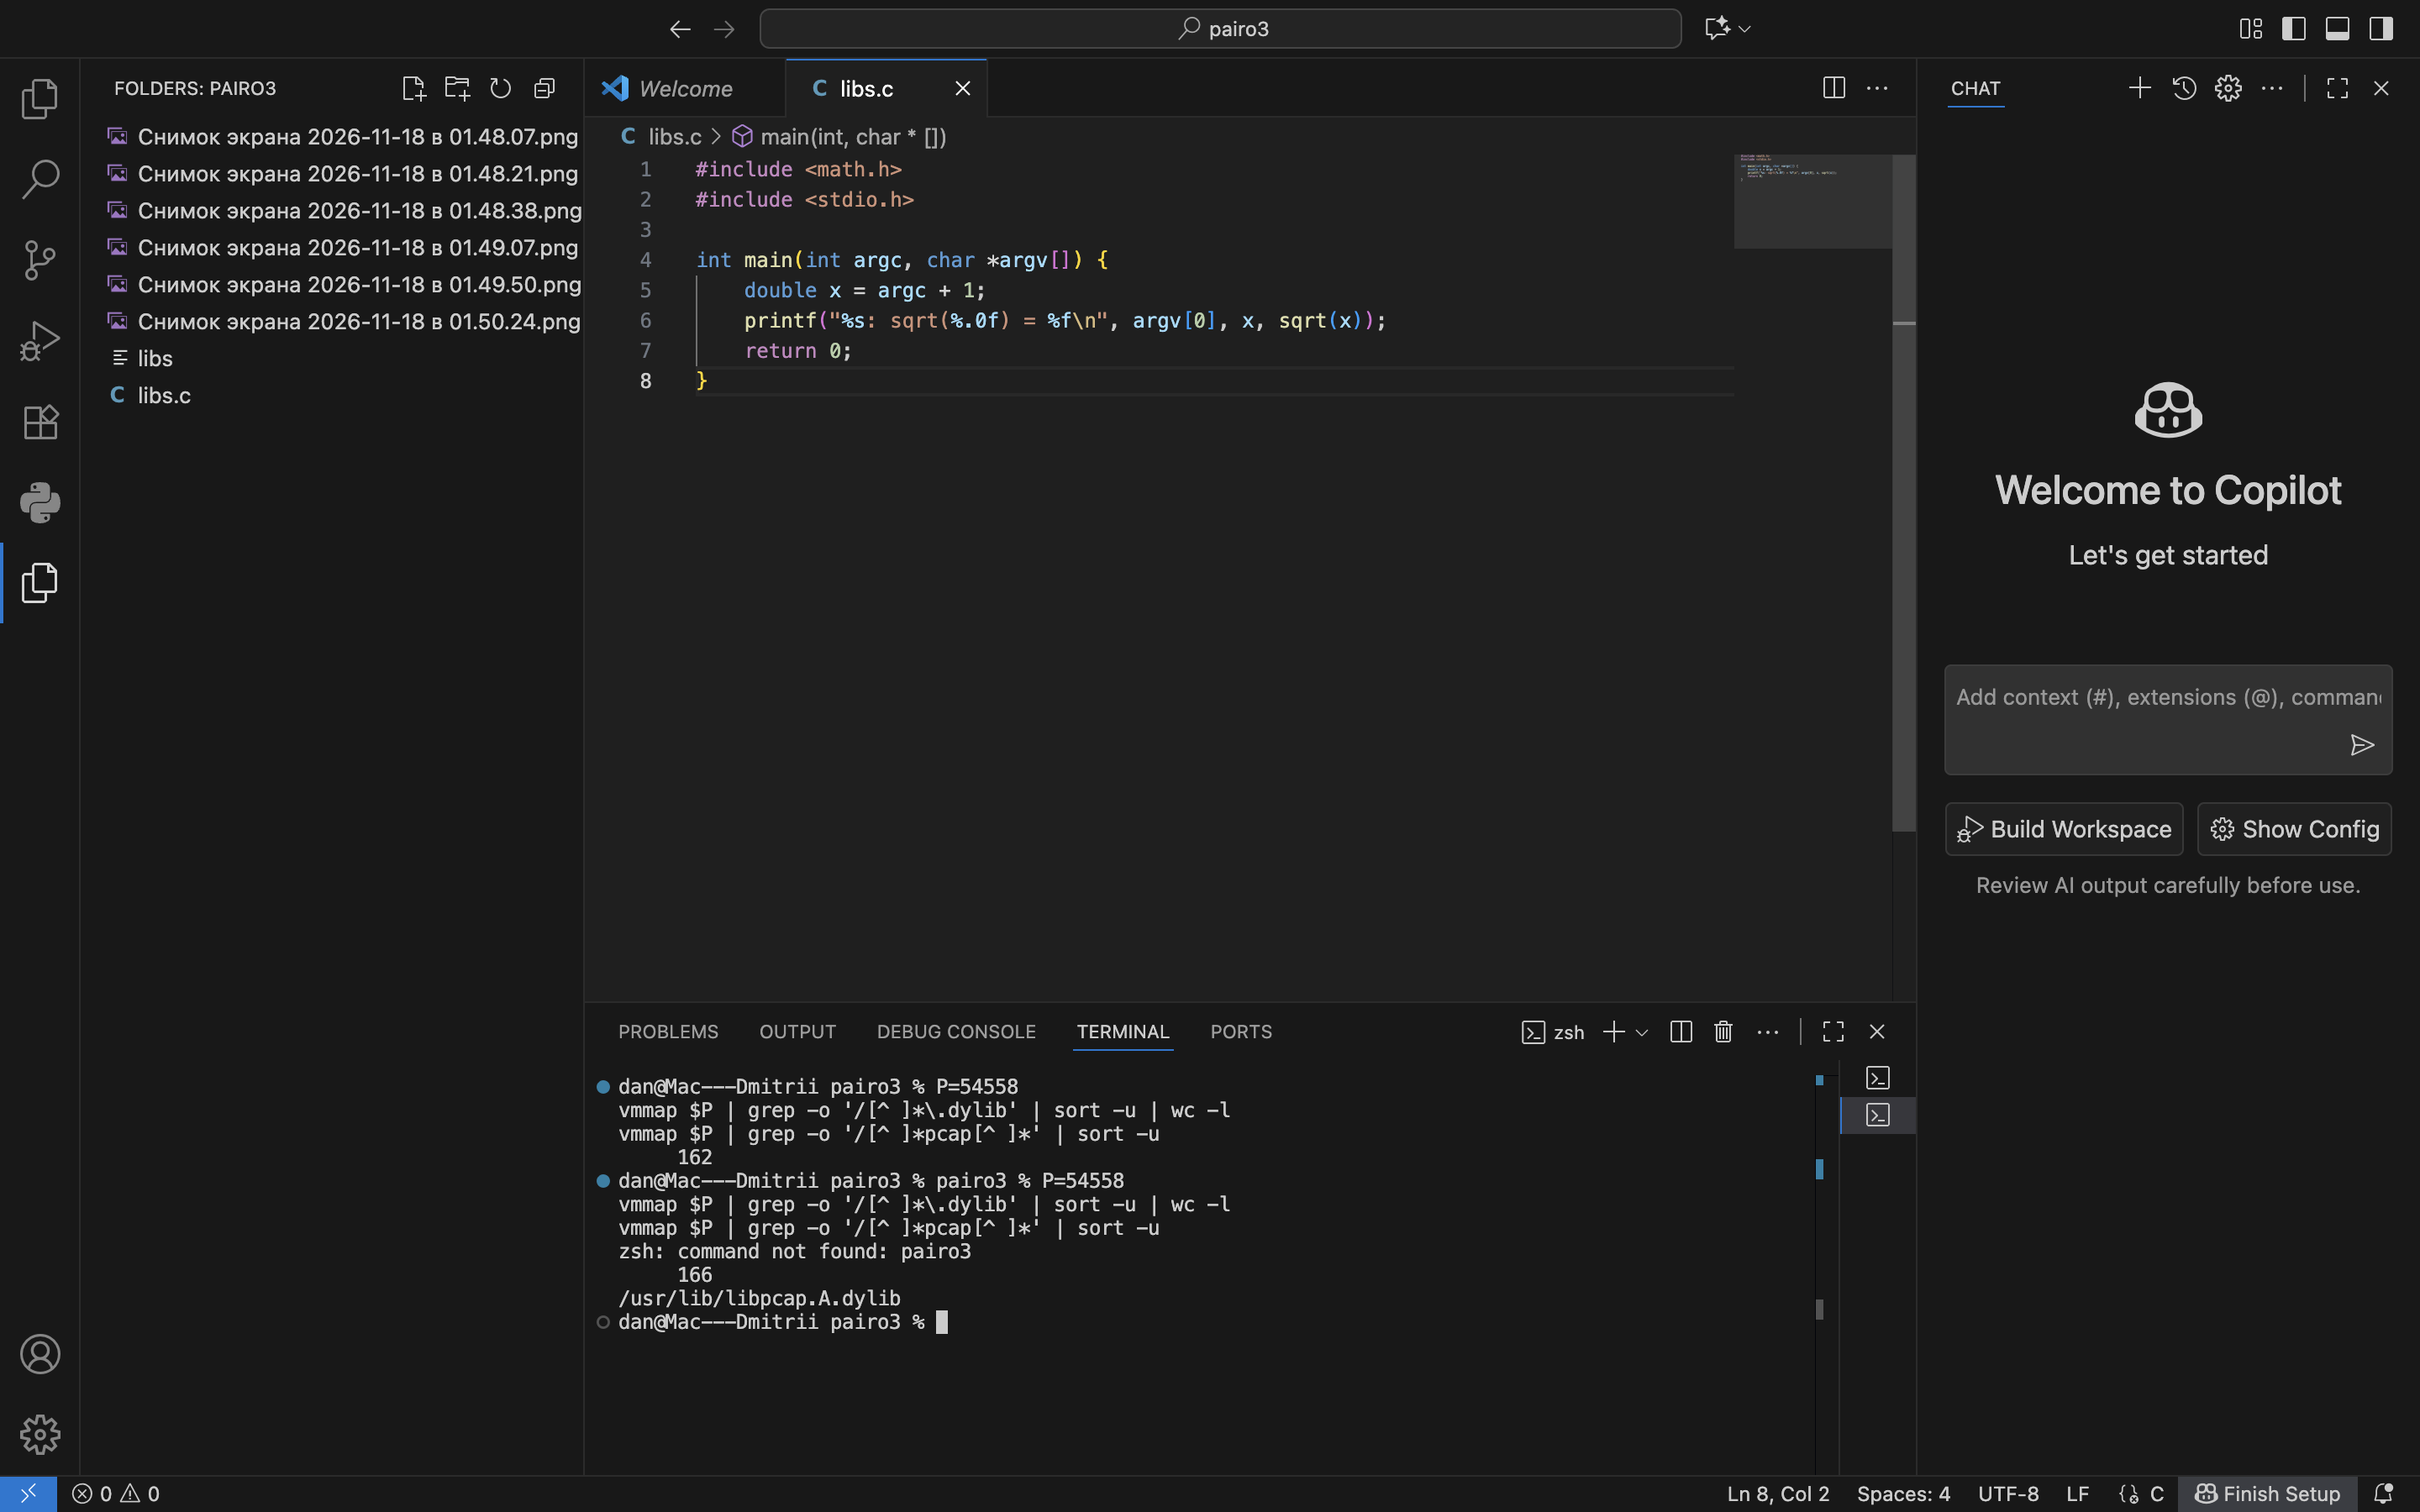 pairo3
FOLDERS: PAIRO3
Снимок экрана 2026-11-18 в 01.48.07.png
Снимок экрана 2026-11-18 в 01.48.21.png
Снимок экрана 2026-11-18 в 01.48.38.png
Снимок экрана 2026-11-18 в 01.49.07.png
Снимок экрана 2026-11-18 в 01.49.50.png
Снимок экрана 2026-11-18 в 01.50.24.png
libs
C libs.c
Welcome
C libs.c
C libs.c > main(int, char * [])
1 #include <math.h>
2 #include <stdio.h>
3
4 int main(int argc, char *argv[]) {
5     double x = argc + 1;
6     printf("%s: sqrt(%.0f) = %f\n", argv[0], x, sqrt(x));
7     return 0;
8 }
PROBLEMS OUTPUT DEBUG CONSOLE TERMINAL PORTS
zsh
dan@Mac---Dmitrii pairo3 % P=54558
vmmap $P | grep -o '/[^ ]*\.dylib' | sort -u | wc -l
vmmap $P | grep -o '/[^ ]*pcap[^ ]*' | sort -u
162
dan@Mac---Dmitrii pairo3 % pairo3 % P=54558
vmmap $P | grep -o '/[^ ]*\.dylib' | sort -u | wc -l
vmmap $P | grep -o '/[^ ]*pcap[^ ]*' | sort -u
zsh: command not found: pairo3
166
/usr/lib/libpcap.A.dylib
dan@Mac---Dmitrii pairo3 %
CHAT
Welcome to Copilot
Let's get started
Add context (#), extensions (@), comman
Build Workspace
Show Config
Review AI output carefully before use.
0 0
Ln 8, Col 2 Spaces: 4 UTF-8 LF C Finish Setup